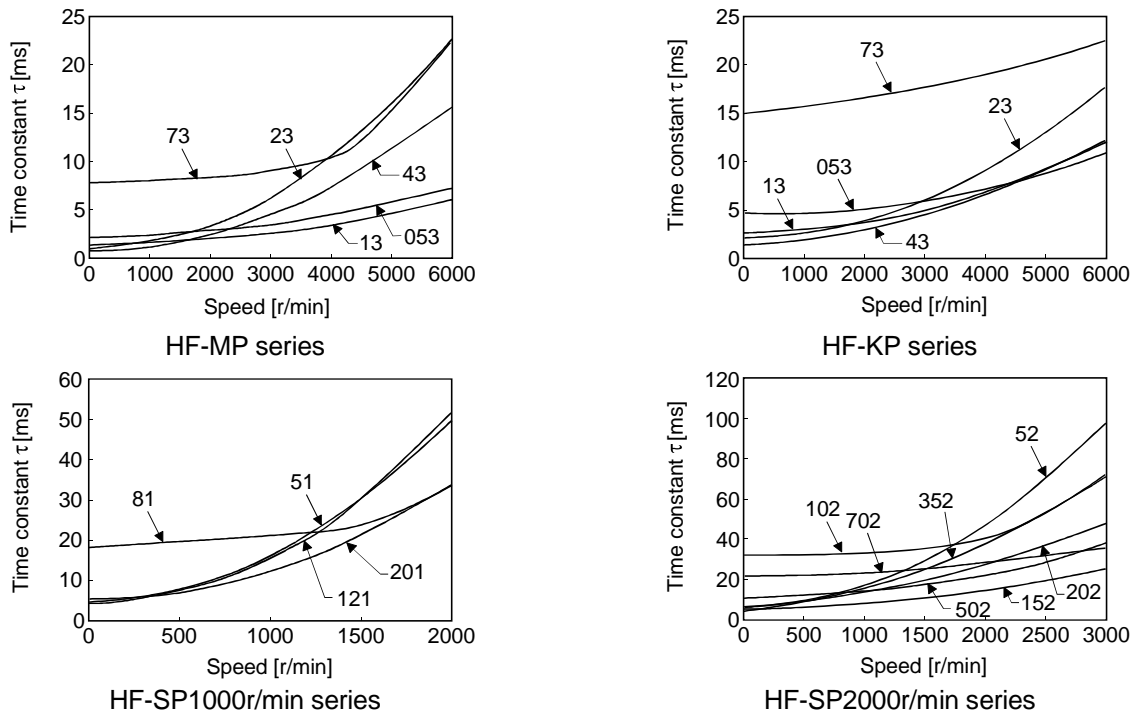 Time constant τ [ms]
25
20
15
10
5
0
73
23
43
053
13
0 1000 2000 3000 4000 5000 6000
Speed [r/min]
HF-MP series
Time constant τ [ms]
25
20
15
10
5
0
73
23
053
13
43
0 1000 2000 3000 4000 5000 6000
Speed [r/min]
HF-KP series
Time constant τ [ms]
60
50
40
30
20
10
0
81
51
201
121
0 500 1000 1500 2000
Speed [r/min]
HF-SP1000r/min series
Time constant τ [ms]
120
100
80
60
40
20
0
52
352
102
702
202
502
152
0 500 1000 1500 2000 2500 3000
Speed [r/min]
HF-SP2000r/min series